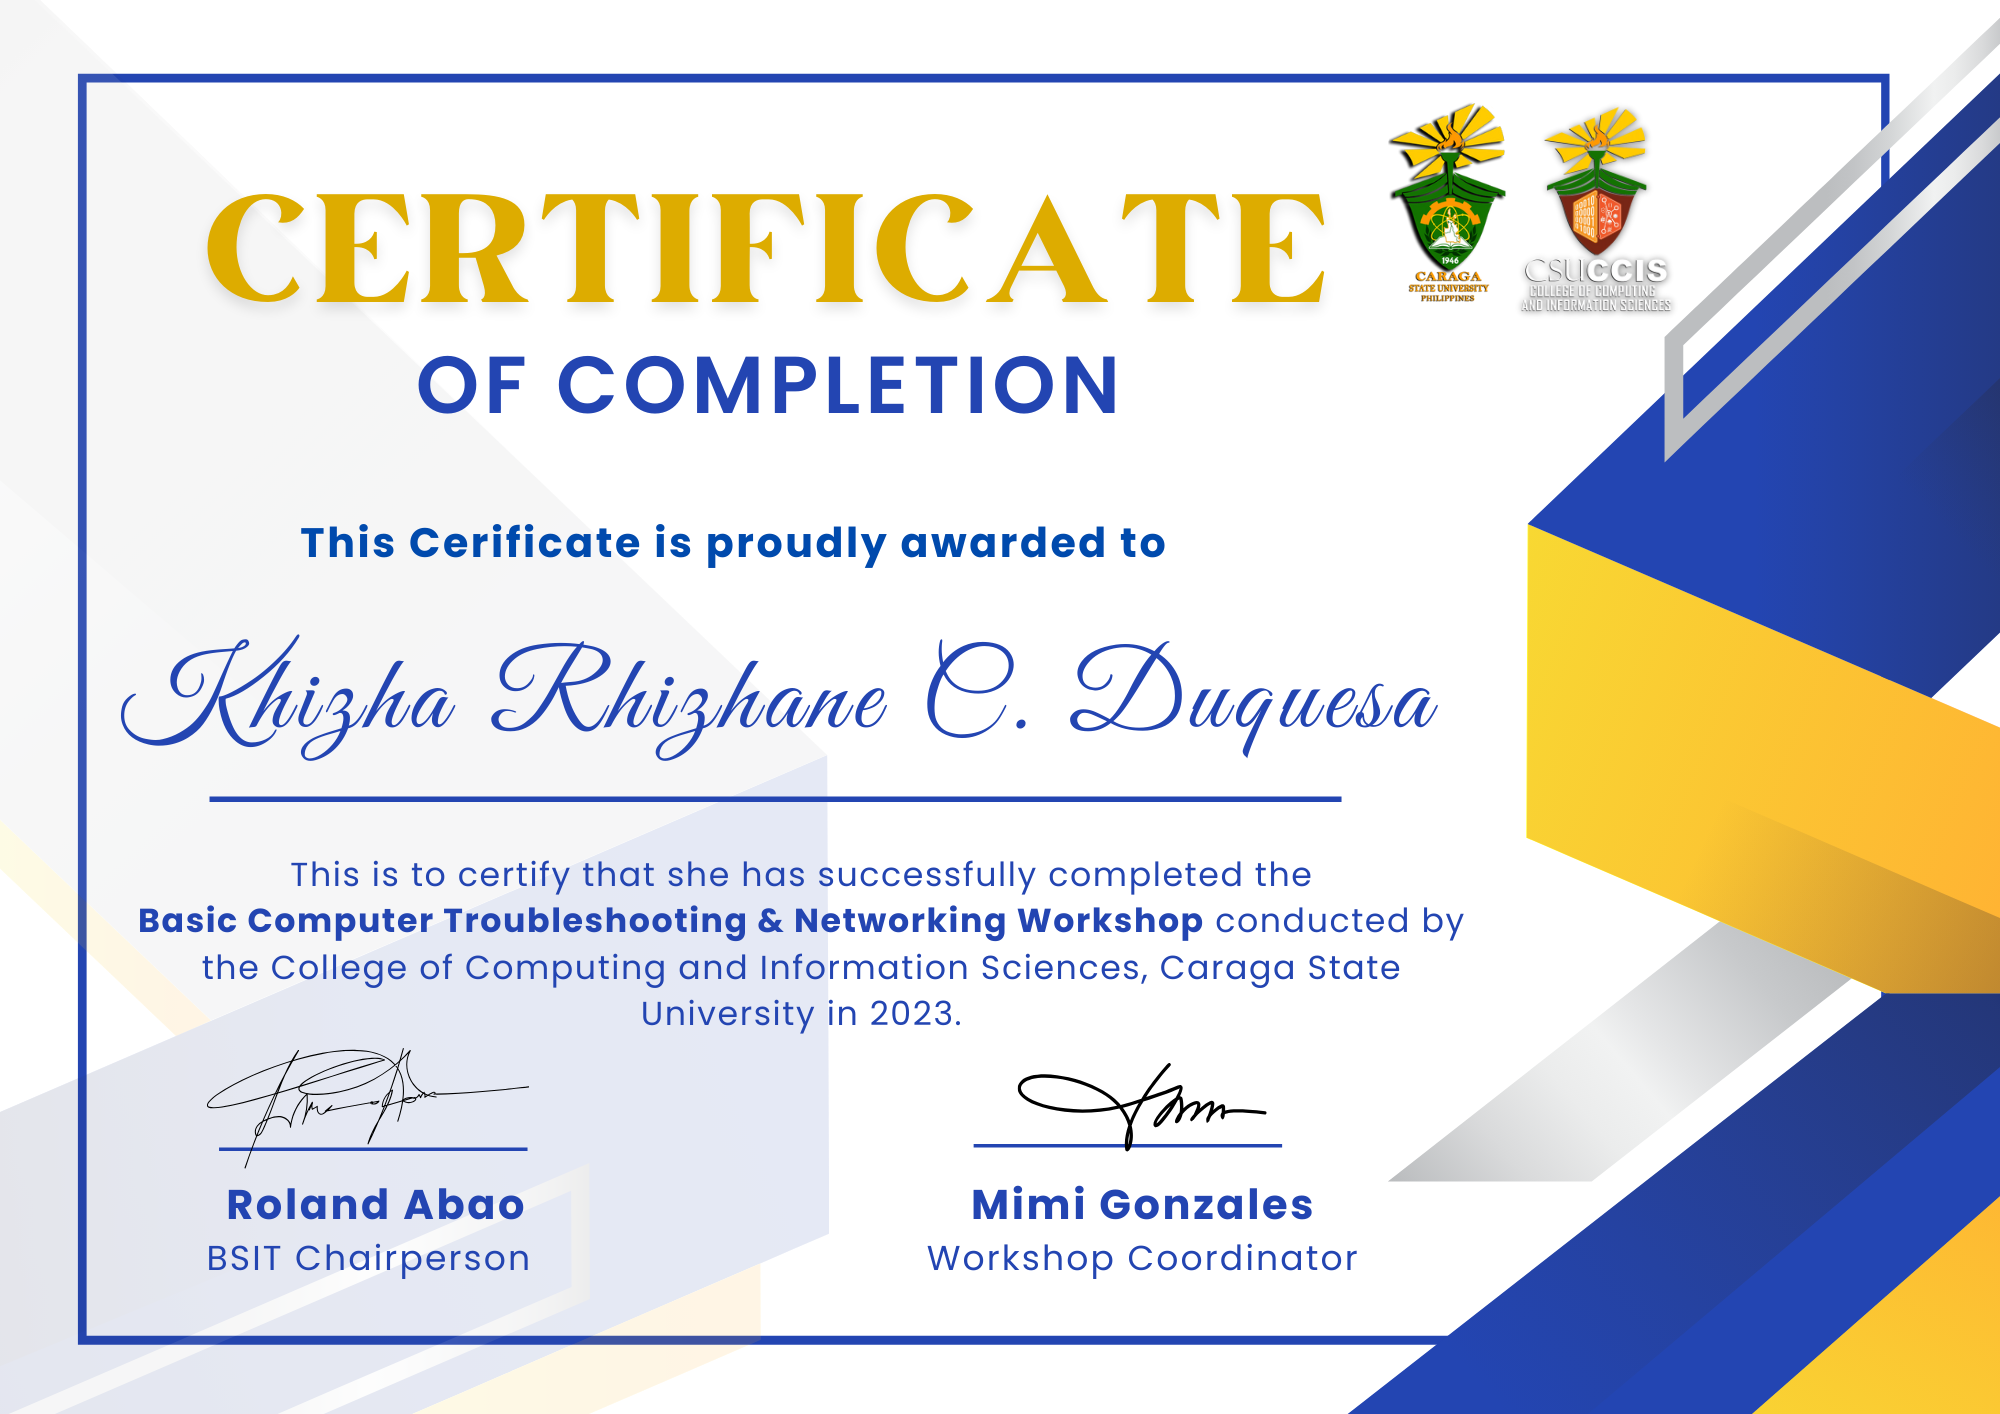 CERTIFICATE
OF COMPLETION
1946
CARAGA
STATE UNIVERSITY
PHILIPPINES
CSUCCIS
COLLEGE OF COMPUTING
AND INFORMATION SCIENCES
This Cerificate is proudly awarded to
Khizha Rhizhane C. Duquesa
This is to certify that she has successfully completed the
Basic Computer Troubleshooting & Networking Workshop conducted by
the College of Computing and Information Sciences, Caraga State
University in 2023.
Roland Abao
BSIT Chairperson
Mimi Gonzales
Workshop Coordinator